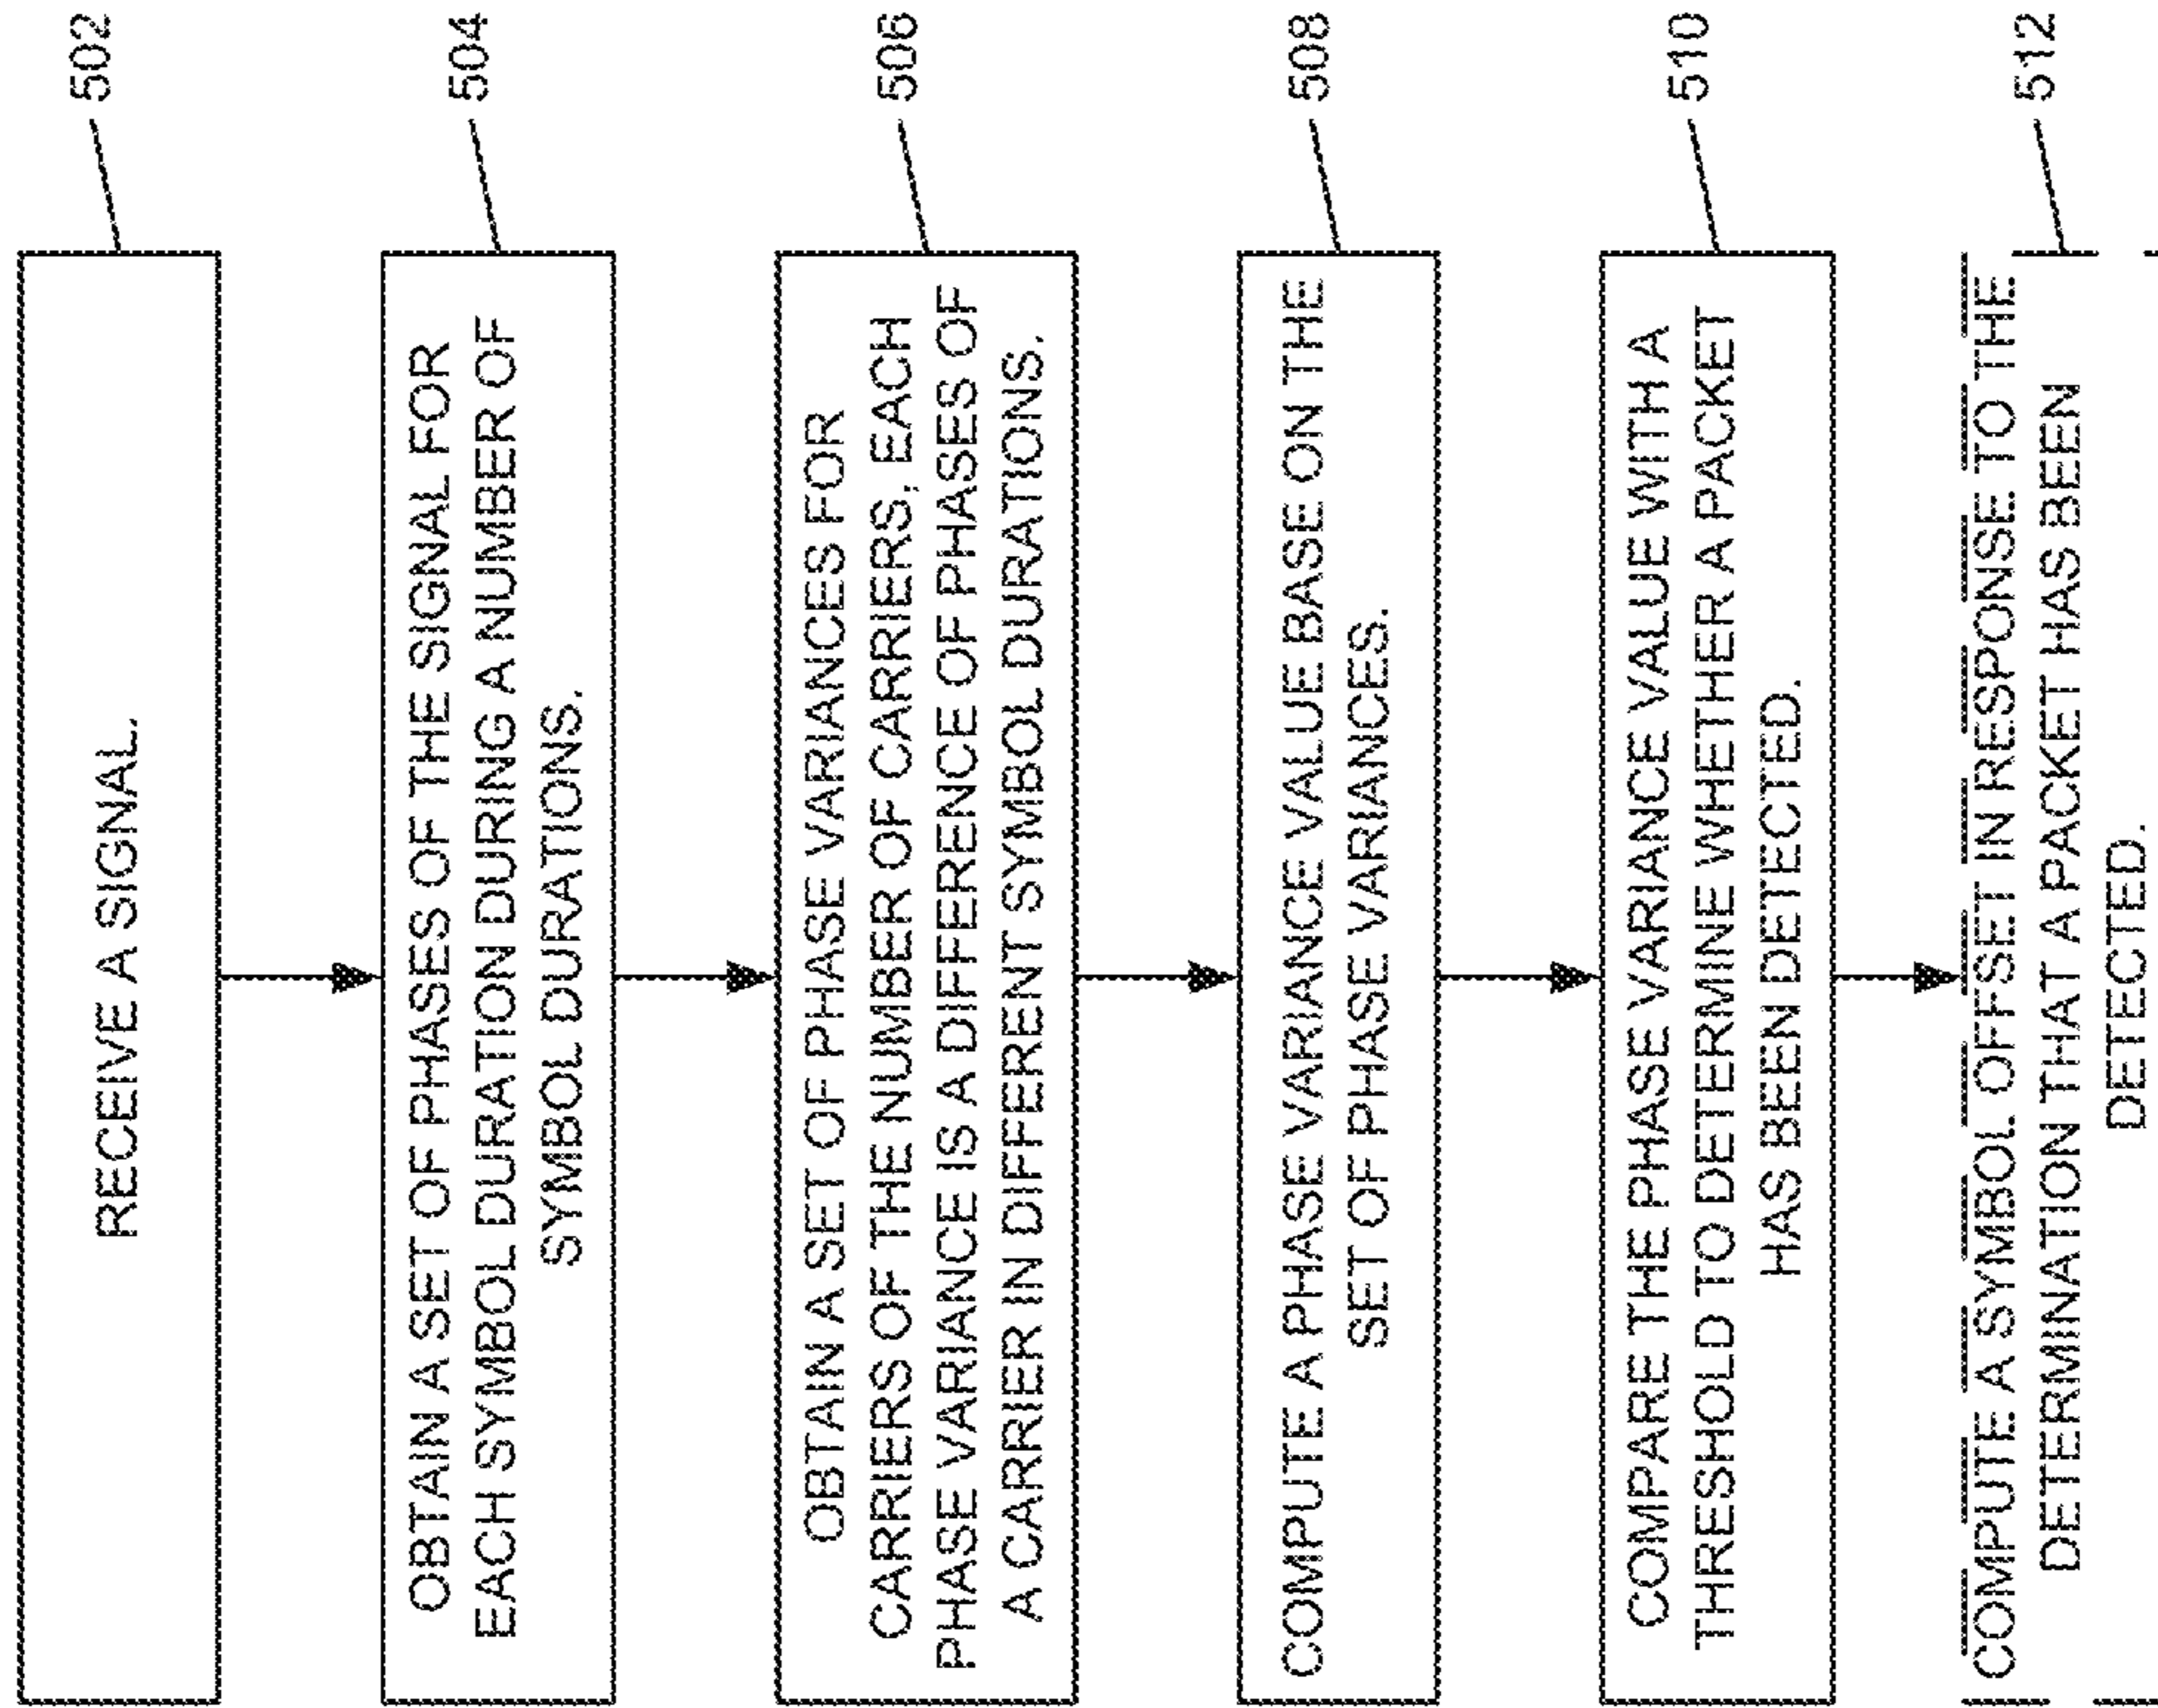 RECEIVE A SIGNAL.
502
OBTAIN A SET OF PHASES OF THE SIGNAL FOR
EACH SYMBOL DURATION DURING A NUMBER OF
SYMBOL DURATIONS.
504
OBTAIN A SET OF PHASE VARIANCES FOR
CARRIERS OF THE NUMBER OF CARRIERS, EACH
PHASE VARIANCE IS A DIFFERENCE OF PHASES OF
A CARRIER IN DIFFERENT SYMBOL DURATIONS.
506
COMPUTE A PHASE VARIANCE VALUE BASE ON THE
SET OF PHASE VARIANCES.
508
COMPARE THE PHASE VARIANCE VALUE WITH A
THRESHOLD TO DETERMINE WHETHER A PACKET
HAS BEEN DETECTED.
510
COMPUTE A SYMBOL OFFSET IN RESPONSE TO THE
DETERMINATION THAT A PACKET HAS BEEN
DETECTED.
512